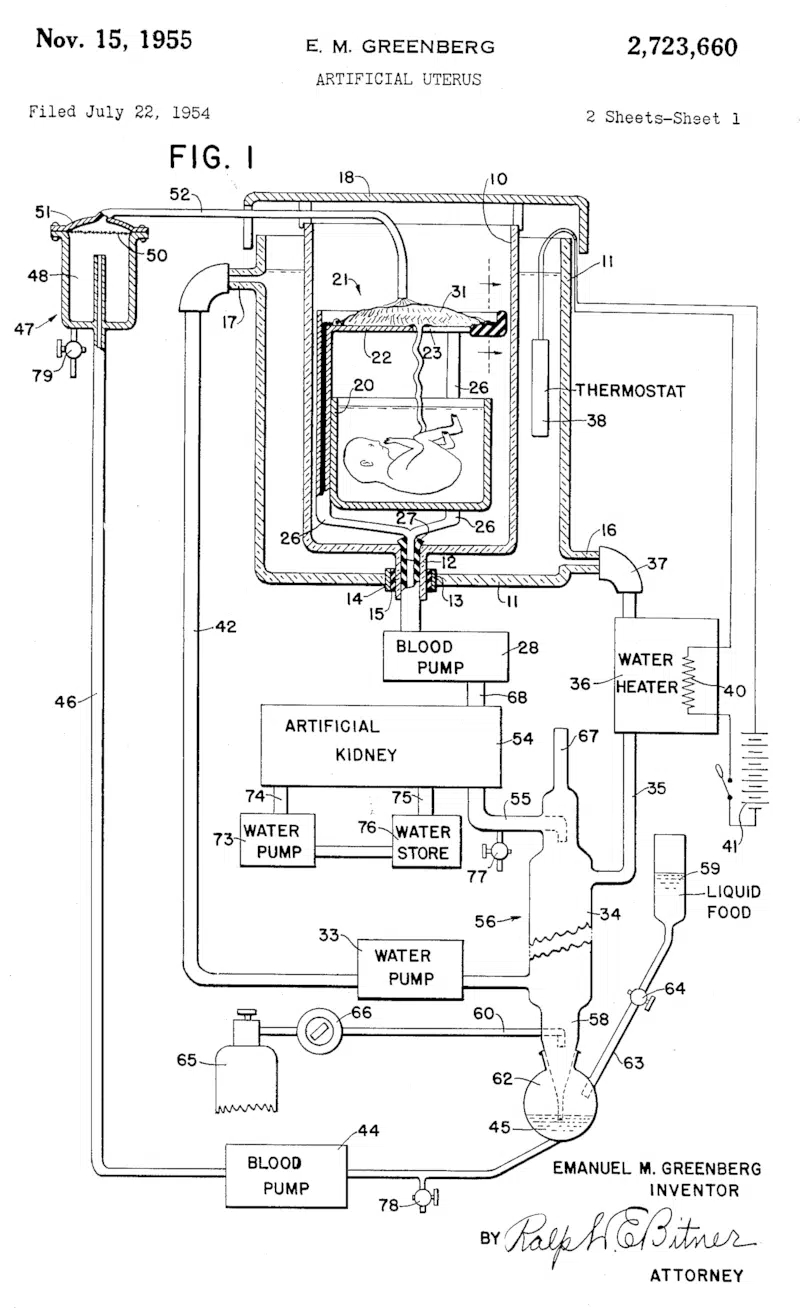 Nov. 15, 1955
E. M. GREENBERG
2,723,660
ARTIFICIAL UTERUS
Filed July 22, 1954
2 Sheets-Sheet 1
FIG. 1
18
10
52
51
50
48
47
79
17
21
31
11
22
23
20
26
THERMOSTAT
38
26
27
26
12
16
37
14
15
13
11
42
BLOOD
PUMP
28
WATER
HEATER
36
40
46
68
ARTIFICIAL
KIDNEY
54
67
74
75
55
35
41
73
WATER
PUMP
76
WATER
STORE
77
59
LIQUID
FOOD
56
34
33
WATER
PUMP
64
66
60
58
65
62
63
45
44
BLOOD
PUMP
78
EMANUEL M. GREENBERG
INVENTOR
BY Ralph E Bitner
ATTORNEY